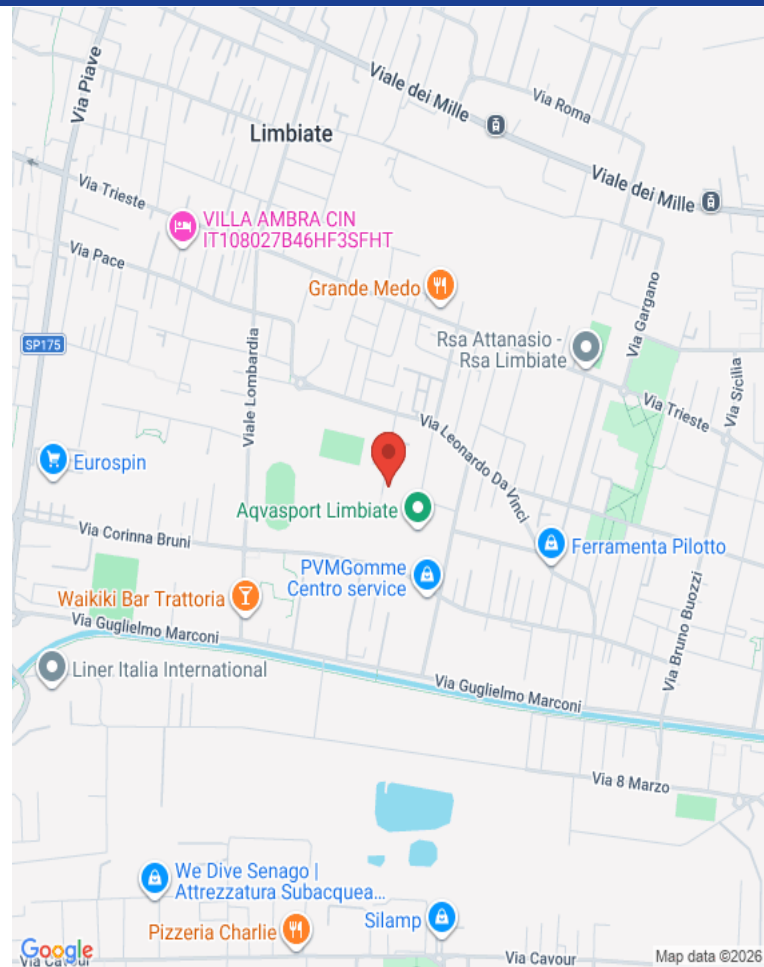 Via Piave
Viale dei Mille
Via Roma
Limbiate
Viale dei Mille
Via Trieste
VILLA AMBRA CIN
IT108027B46HF3SFHT
Via Pace
Grande Medo
Via Gargano
SP175
Viale Lombardia
Rsa Attanasio -
Rsa Limbiate
Via Sicilia
Via Trieste
Via Leonardo Da Vinci
Eurospin
Aqvasport Limbiate
Via Corinna Bruni
Ferramenta Pilotto
PVMGomme
Centro service
Waikiki Bar Trattoria
Via Bruno Buozzi
Via Guglielmo Marconi
Liner Italia International
Via Guglielmo Marconi
Via 8 Marzo
We Dive Senago |
Attrezzatura Subacquea...
Silamp
Pizzeria Charlie
Google
Via Cavour
Via Cavour
Map data ©2026